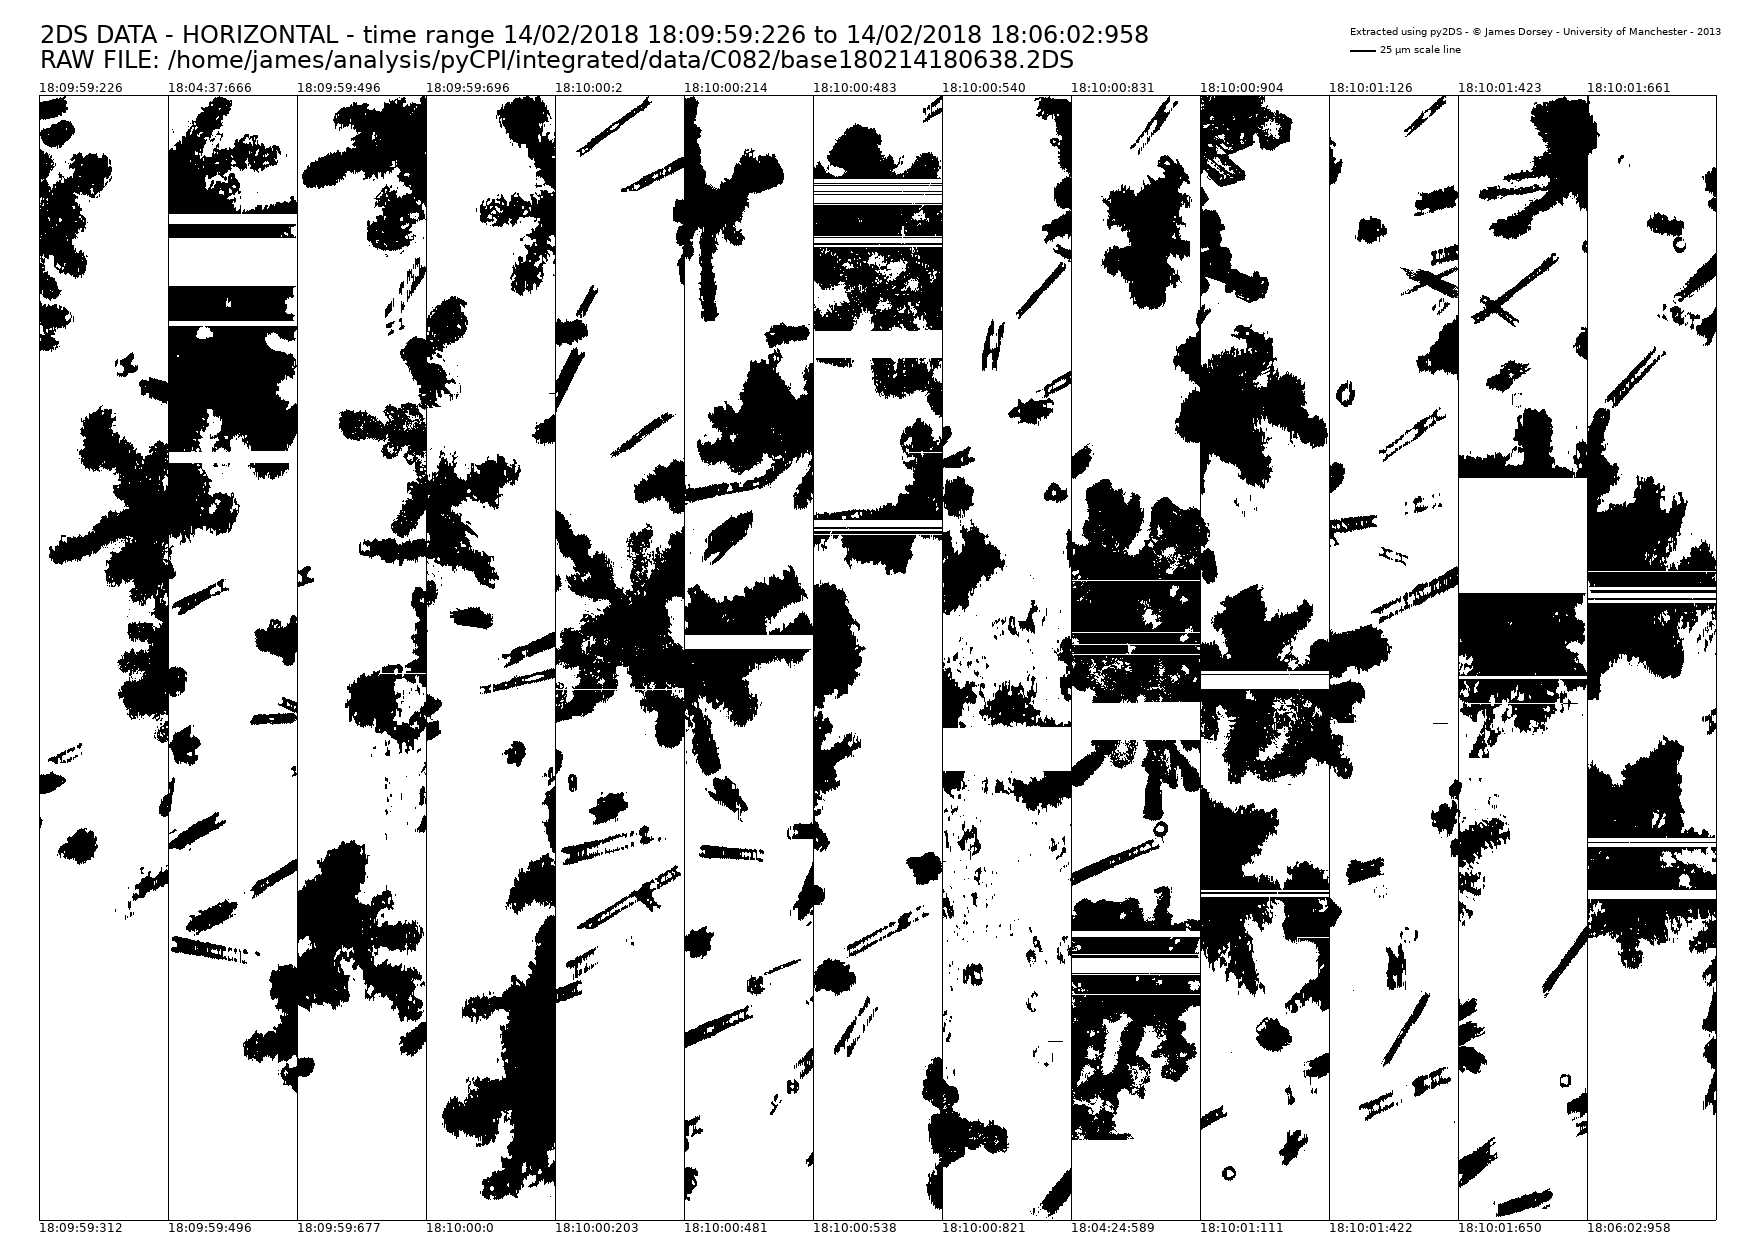 2DS DATA - HORIZONTAL - time range 14/02/2018 18:09:59:226 to 14/02/2018 18:06:02:958
Extracted using py2DS - © James Dorsey - University of Manchester - 2013
25 µm scale line
RAW FILE: /home/james/analysis/pyCPI/integrated/data/C082/base180214180638.2DS
18:09:59:226 18:04:37:666 18:09:59:496 18:09:59:696 18:10:00:2 18:10:00:214 18:10:00:483 18:10:00:540 18:10:00:831 18:10:00:904 18:10:01:126 18:10:01:423 18:10:01:661
18:09:59:312 18:09:59:496 18:09:59:677 18:10:00:0 18:10:00:203 18:10:00:481 18:10:00:538 18:10:00:821 18:04:24:589 18:10:01:111 18:10:01:422 18:10:01:650 18:06:02:958